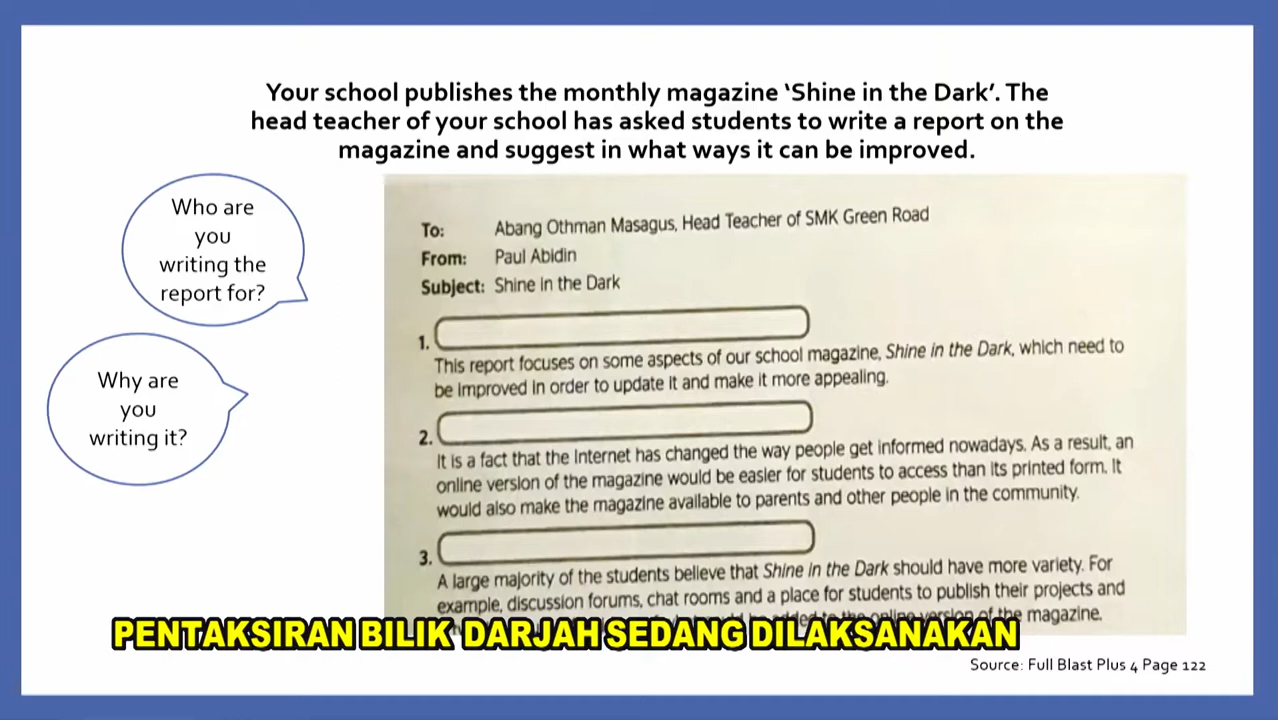 Your school publishes the monthly magazine ‘Shine in the Dark’. The
head teacher of your school has asked students to write a report on the
magazine and suggest in what ways it can be improved.
Who are
you
writing the
report for?
Why are
you
writing it?
To: Abang Othman Masagus, Head Teacher of SMK Green Road
From: Paul Abidin
Subject: Shine in the Dark
1.
This report focuses on some aspects of our school magazine, Shine in the Dark, which need to
be improved in order to update it and make it more appealing.
2.
It is a fact that the Internet has changed the way people get informed nowadays. As a result, an
online version of the magazine would be easier for students to access than its printed form. It
would also make the magazine available to parents and other people in the community.
3.
A large majority of the students believe that Shine in the Dark should have more variety. For
example, discussion forums, chat rooms and a place for students to publish their projects and
added to the online version of the magazine.
PENTAKSIRAN BILIK DARJAH SEDANG DILAKSANAKAN
Source: Full Blast Plus 4 Page 122